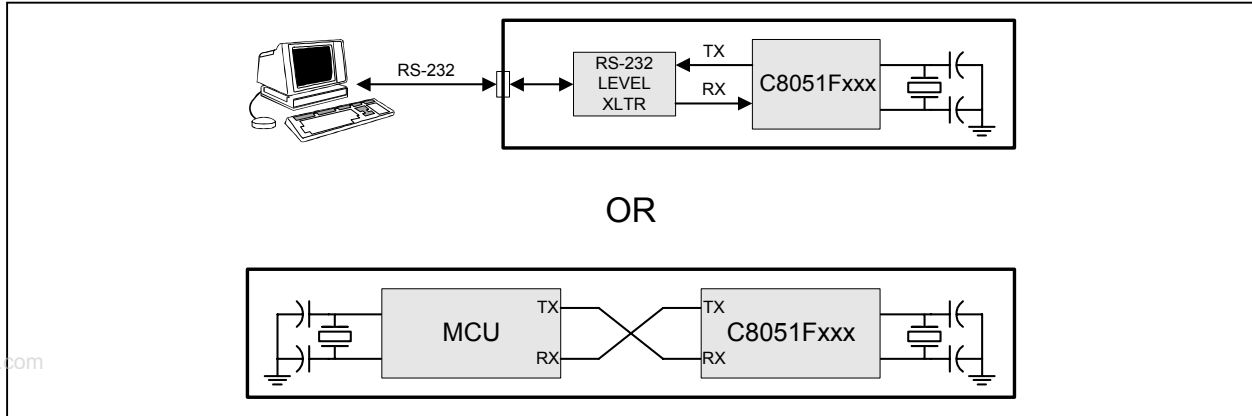 RS-232
RS-232
LEVEL
XLTR
TX
RX
C8051Fxxx
OR
MCU
TX
RX
TX
RX
C8051Fxxx
.com